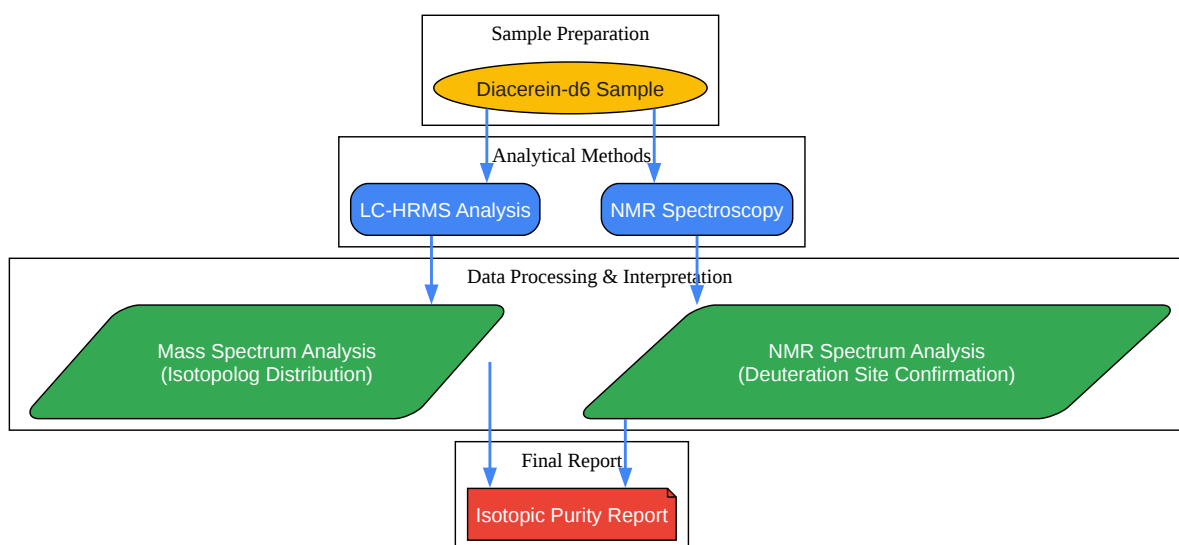 Sample Preparation
Diacerein-d6 Sample
Analytical Methods
LC-HRMS Analysis
NMR Spectroscopy
Data Processing & Interpretation
Mass Spectrum Analysis
(Isotopolog Distribution)
NMR Spectrum Analysis
(Deuteration Site Confirmation)
Final Report
Isotopic Purity Report